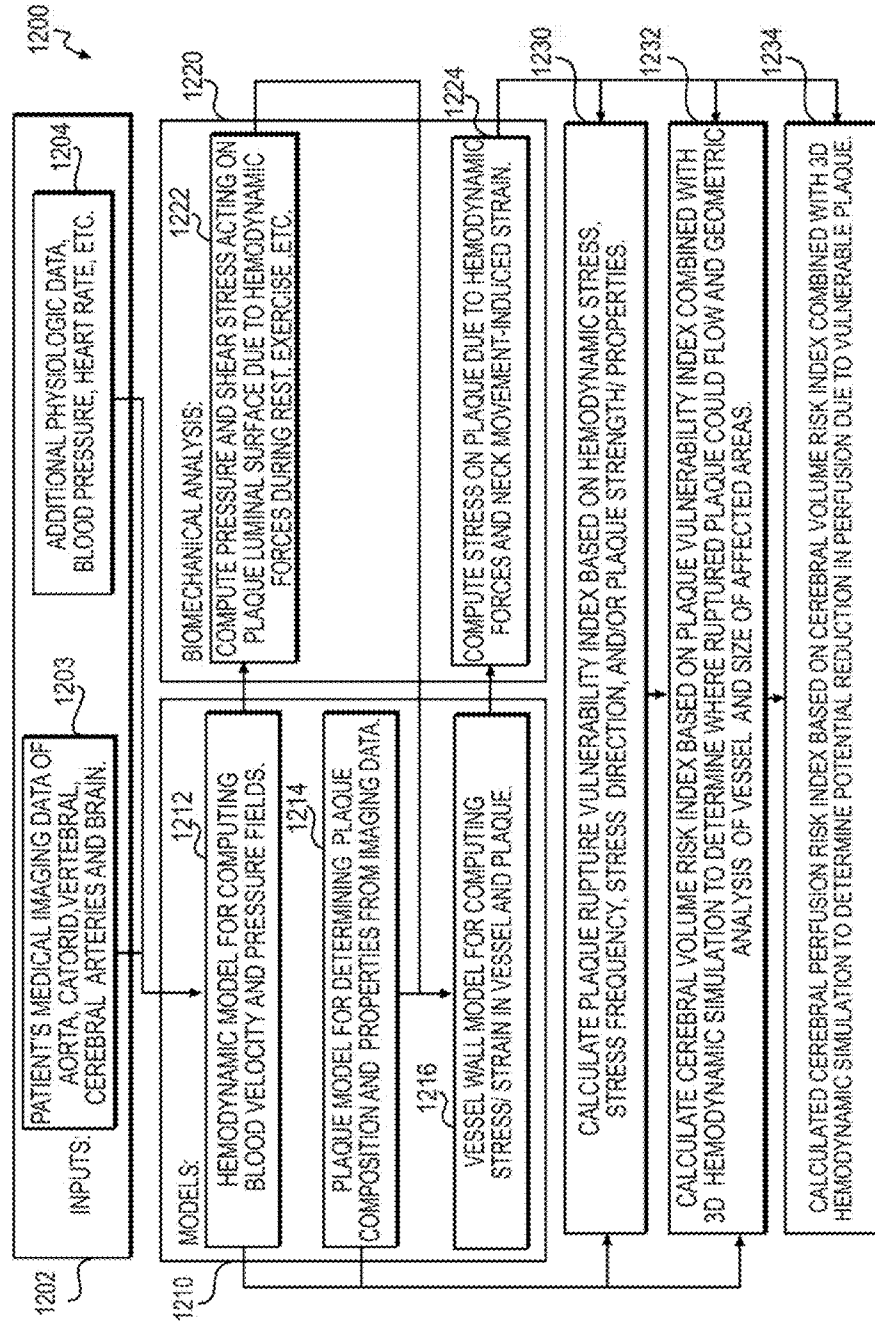 1200
1202
INPUTS:
1203
PATIENT'S MEDICAL IMAGING DATA OF
AORTA, CATORID, VERTEBRAL,
CEREBRAL ARTERIES AND BRAIN.
1204
ADDITIONAL PHYSIOLOGIC DATA,
BLOOD PRESSURE, HEART RATE, ETC.
1210
MODELS:
1212
HEMODYNAMIC MODEL FOR COMPUTING
BLOOD VELOCITY AND PRESSURE FIELDS.
1214
PLAQUE MODEL FOR DETERMINING PLAQUE
COMPOSITION AND PROPERTIES FROM IMAGING DATA.
1216
VESSEL WALL MODEL FOR COMPUTING
STRESS/ STRAIN IN VESSEL AND PLAQUE.
1220
BIOMECHANICAL ANALYSIS:
1222
COMPUTE PRESSURE AND SHEAR STRESS ACTING ON
PLAQUE LUMINAL SURFACE DUE TO HEMODYNAMIC
FORCES DURING REST, EXERCISE ,ETC.
1224
COMPUTE STRESS ON PLAQUE DUE TO HEMODYNAMIC
FORCES AND NECK MOVEMENT-INDUCED STRAIN.
1230
CALCULATE PLAQUE RUPTURE VULNERABILITY INDEX BASED ON HEMODYNAMIC STRESS,
STRESS FREQUENCY, STRESS DIRECTION, AND/OR PLAQUE STRENGTH/ PROPERTIES.
1232
CALCULATE CEREBRAL VOLUME RISK INDEX BASED ON PLAQUE VULNERABILITY INDEX COMBINED WITH
3D HEMODYNAMIC SIMULATION TO DETERMINE WHERE RUPTURED PLAQUE COULD FLOW AND GEOMETRIC
ANALYSIS OF VESSEL AND SIZE OF AFFECTED AREAS.
1234
CALCULATED CEREBRAL PERFUSION RISK INDEX BASED ON CEREBRAL VOLUME RISK INDEX COMBINED WITH 3D
HEMODYNAMIC SIMULATION TO DETERMINE POTENTIAL REDUCTION IN PERFUSION DUE TO VULNERABLE PLAQUE.